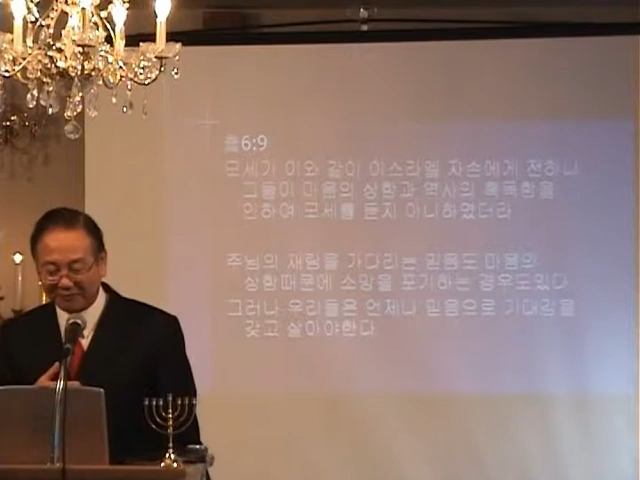 출6:9
모세가 이와 같이 이스라엘 자손에게 전하나
그들이 마음의 상함과 역사의 혹독함을
인하여 모세를 듣지 아니하였더라
주님의 재림을 기다리는 믿음도 마음의
상함때문에 소망을 포기하는 경우도있다
그러나 우리들은 언제나 믿음으로 기대감을
갖고 살아야한다